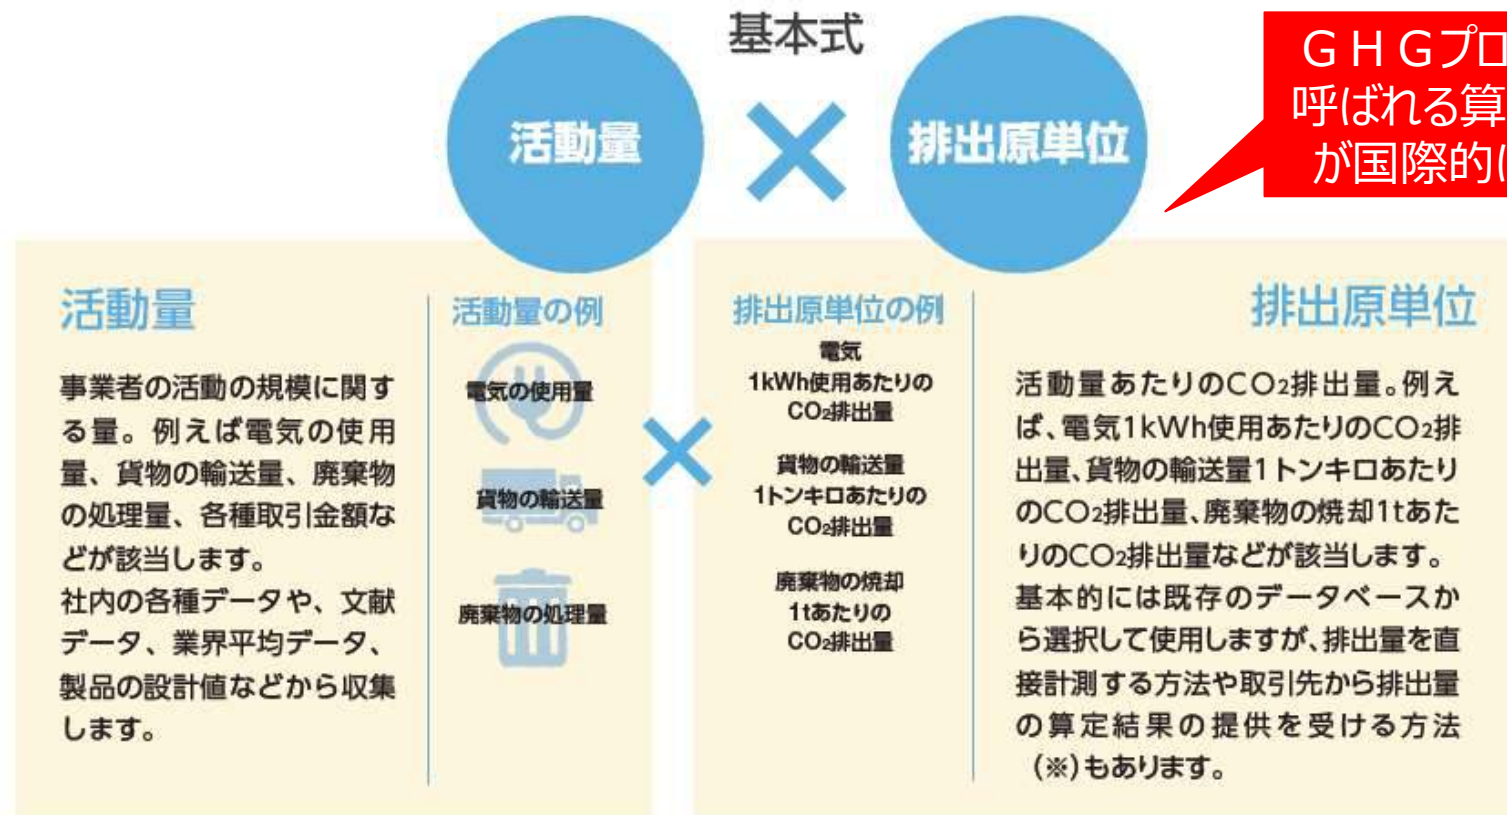 基本式
活動量
排出原単位
ＧＨＧプロ
呼ばれる算
が国際的に
活動量
事業者の活動の規模に関す
る量。例えば電気の使用
量、貨物の輸送量、廃棄物
の処理量、各種取引金額な
どが該当します。
社内の各種データや、文献
データ、業界平均データ、
製品の設計値などから収集
します。
活動量の例
電気の使用量
貨物の輸送量
廃棄物の処理量
排出原単位の例
電気
1kWh使用あたりの
CO₂排出量
貨物の輸送量
1トンキロあたりの
CO₂排出量
廃棄物の焼却
1tあたりの
CO₂排出量
排出原単位
活動量あたりのCO₂排出量。例え
ば、電気1kWh使用あたりのCO₂排
出量、貨物の輸送量1トンキロあたり
のCO₂排出量、廃棄物の焼却1tあた
りのCO₂排出量などが該当します。
基本的には既存のデータベースか
ら選択して使用しますが、排出量を直
接計測する方法や取引先から排出量
の算定結果の提供を受ける方法
（※）もあります。